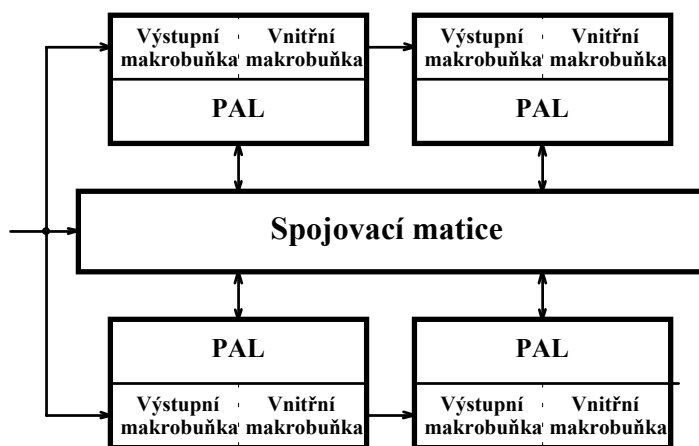 Výstupní Vnitřní Výstupní Vnitřní
makrobuňka makrobuňka makrobuňka makrobuňka
PAL PAL
Spojovací matice
PAL PAL
Výstupní Vnitřní Výstupní Vnitřní
makrobuňka makrobuňka makrobuňka makrobuňka